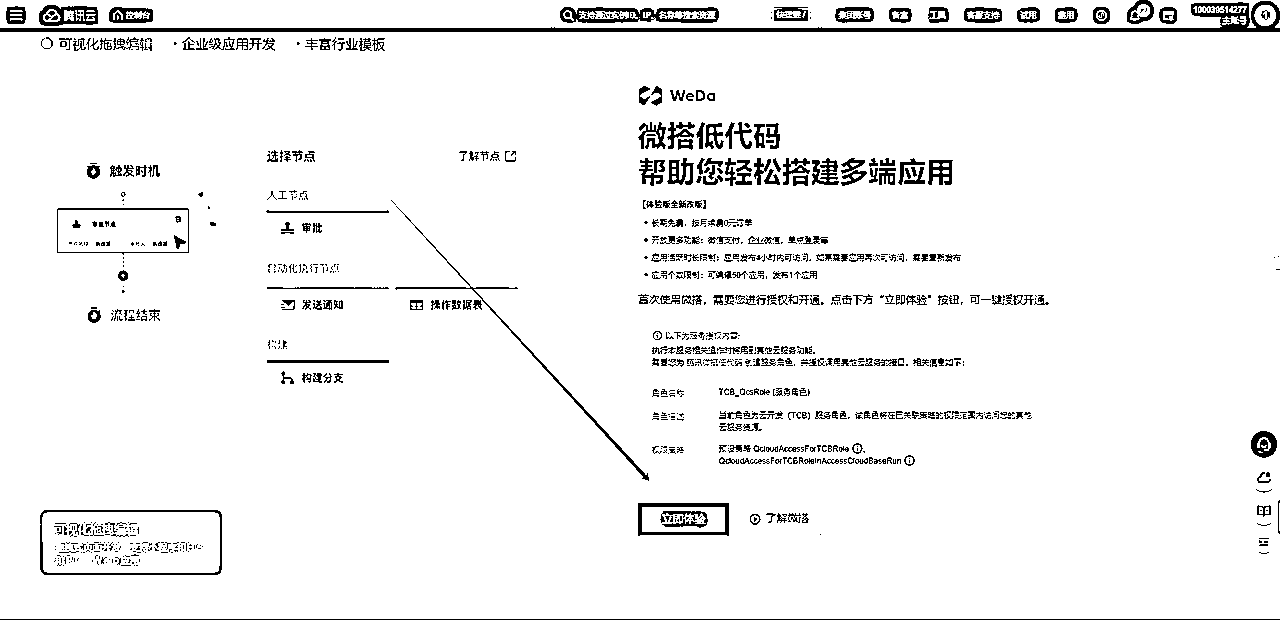 腾讯云 控制台
支持通过实例ID、IP、名称等搜索资源
集团账号 备案 工具 客服支持 费用
100039514277
主账号
可视化拖拽编辑 · 企业级应用开发 · 丰富行业模板
WeDa
微搭低代码
帮助您轻松搭建多端应用
【体验版全新改版】
• 长期免费，按月续费0元订单
• 开放更多功能：微信支付，企业微信，单点登录等
• 应用活跃时长限制：应用发布4小时内可访问，如果需要应用再次可访问，需要重新发布
• 应用个数限制：可编辑50个应用，发布1个应用
首次使用微搭，需要您进行授权和开通。点击下方“立即体验”按钮，可一键授权开通。
以下为服务授权内容：
执行本服务相关操作时将用到其他云服务功能。
需要您为 腾讯云微搭低代码 创建服务角色，并授权调用其他云服务的接口。相关信息如下：
角色名称 TCB_QcsRole (服务角色)
角色描述 当前角色为云开发（TCB）服务角色，该角色将在已关联策略的权限范围内访问您的其他
云服务资源。
权限策略 预设策略 QcloudAccessForTCBRole、
QcloudAccessForTCBRoleInAccessCloudBaseRun
立即体验 了解微搭
触发时机
审批节点
流程结束
选择节点 了解节点
人工节点
审批
自动化执行节点
发送通知 操作数据表
构建分支
可视化拖拽编辑